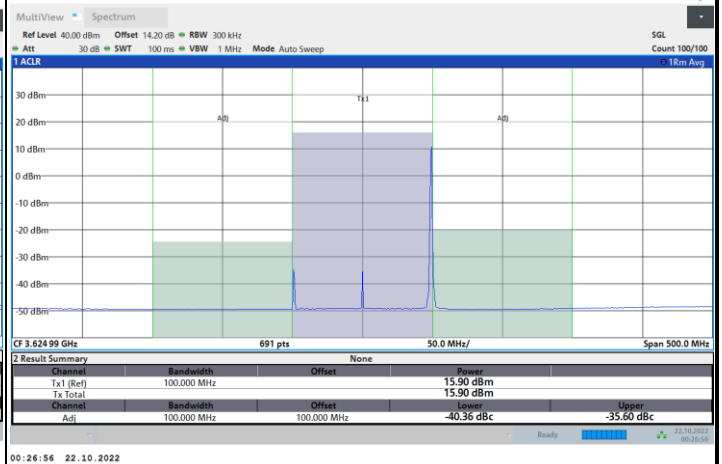 MultiView Spectrum
Ref Level 40.00 dBm Offset 14.20 dB RBW 300 kHz SGL
Att 30 dB SWT 100 ms VBW 1 MHz Mode Auto Sweep Count 100/100
1 ACLR 1Rm Avg
30 dBm
Tx1
20 dBm
Adj Adj
10 dBm
0 dBm
-10 dBm
-20 dBm
-30 dBm
-40 dBm
-50 dBm
CF 3.624 99 GHz 691 pts 50.0 MHz/ Span 500.0 MHz
2 Result Summary None
Channel Bandwidth Offset Power
Tx1 (Ref) 100.000 MHz 15.90 dBm
Tx Total 15.90 dBm
Channel Bandwidth Offset Lower Upper
Adj 100.000 MHz 100.000 MHz -40.36 dBc -35.60 dBc
Ready 22.10.2022
00:26:56
00:26:56 22.10.2022